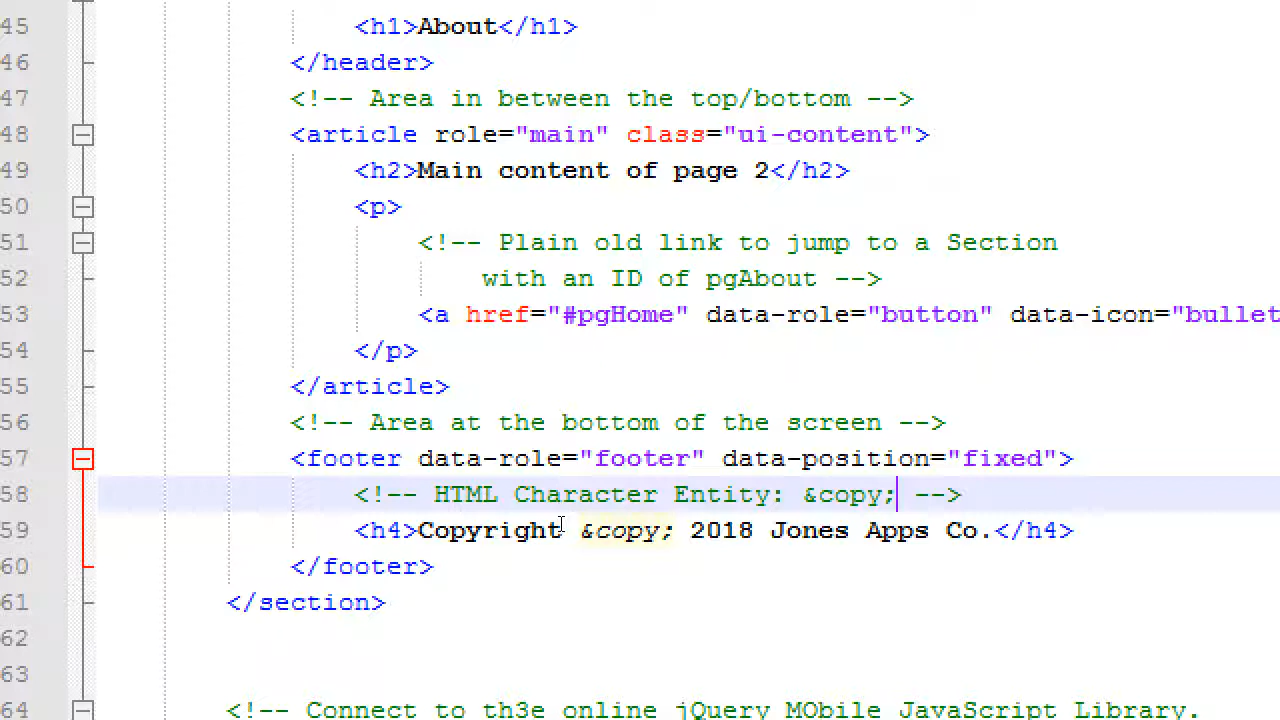 45 <h1>About</h1>
46 </header>
47 <!-- Area in between the top/bottom -->
48 <article role="main" class="ui-content">
49 <h2>Main content of page 2</h2>
50 <p>
51 <!-- Plain old link to jump to a Section
52 with an ID of pgAbout -->
53 <a href="#pgHome" data-role="button" data-icon="bullet
54 </p>
55 </article>
56 <!-- Area at the bottom of the screen -->
57 <footer data-role="footer" data-position="fixed">
58 <!-- HTML Character Entity: &copy; -->
59 <h4>Copyright &copy; 2018 Jones Apps Co.</h4>
60 </footer>
61 </section>
62
63
64 <!-- Connect to th3e online jQuery MObile JavaScript Library.